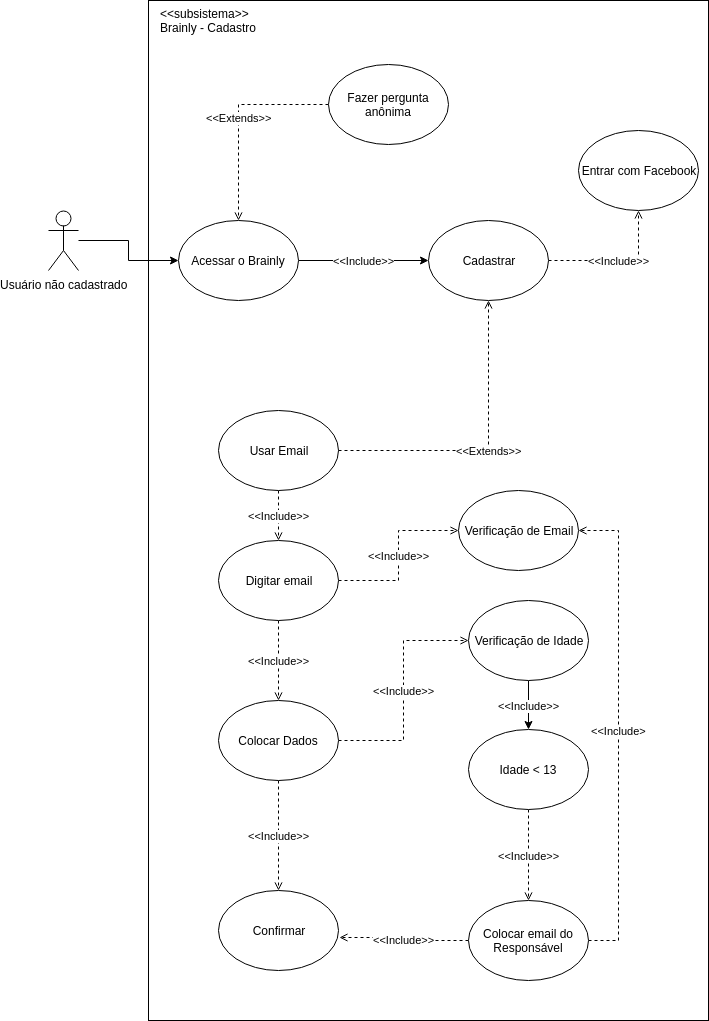 <<subsistema>>
Brainly - Cadastro
Fazer pergunta
anônima
<<Extends>>
Entrar com Facebook
Usuário não cadastrado
Acessar o Brainly
<<Include>>
Cadastrar
<<Include>>
Usar Email
<<Extends>>
<<Include>>
Verificação de Email
<<Include>>
Digitar email
Verificação de Idade
<<Include>>
<<Include>>
<<Include>>
<<Include>
Colocar Dados
Idade < 13
<<Include>>
<<Include>>
Confirmar
<<Include>>
Colocar email do
Responsável